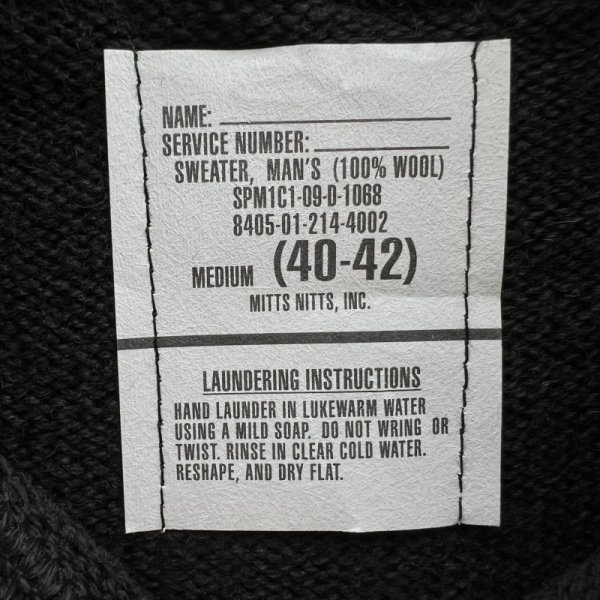 NAME:
SERVICE NUMBER:
SWEATER, MAN'S (100% WOOL)
SPM1C1-09-D-1068
8405-01-214-4002
MEDIUM (40-42)
MITTS NITTS, INC.
LAUNDERING INSTRUCTIONS
HAND LAUNDER IN LUKEWARM WATER
USING A MILD SOAP. DO NOT WRING OR
TWIST. RINSE IN CLEAR COLD WATER.
RESHAPE, AND DRY FLAT.